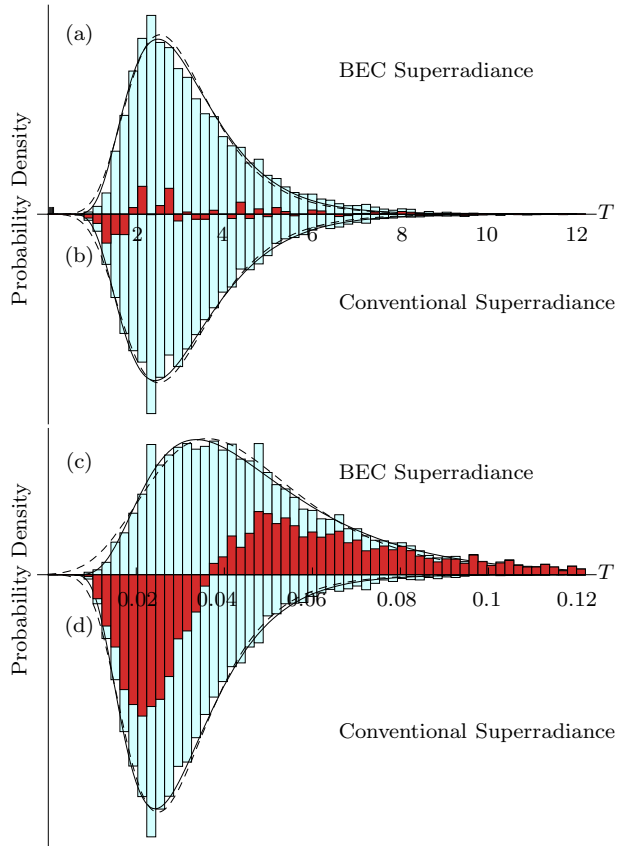 (a)
BEC Superradiance
Probability Density
2 4 6 8 10 12 T
(b)
Conventional Superradiance
(c)
BEC Superradiance
Probability Density
0.02 0.04 0.06 0.08 0.1 0.12 T
(d)
Conventional Superradiance